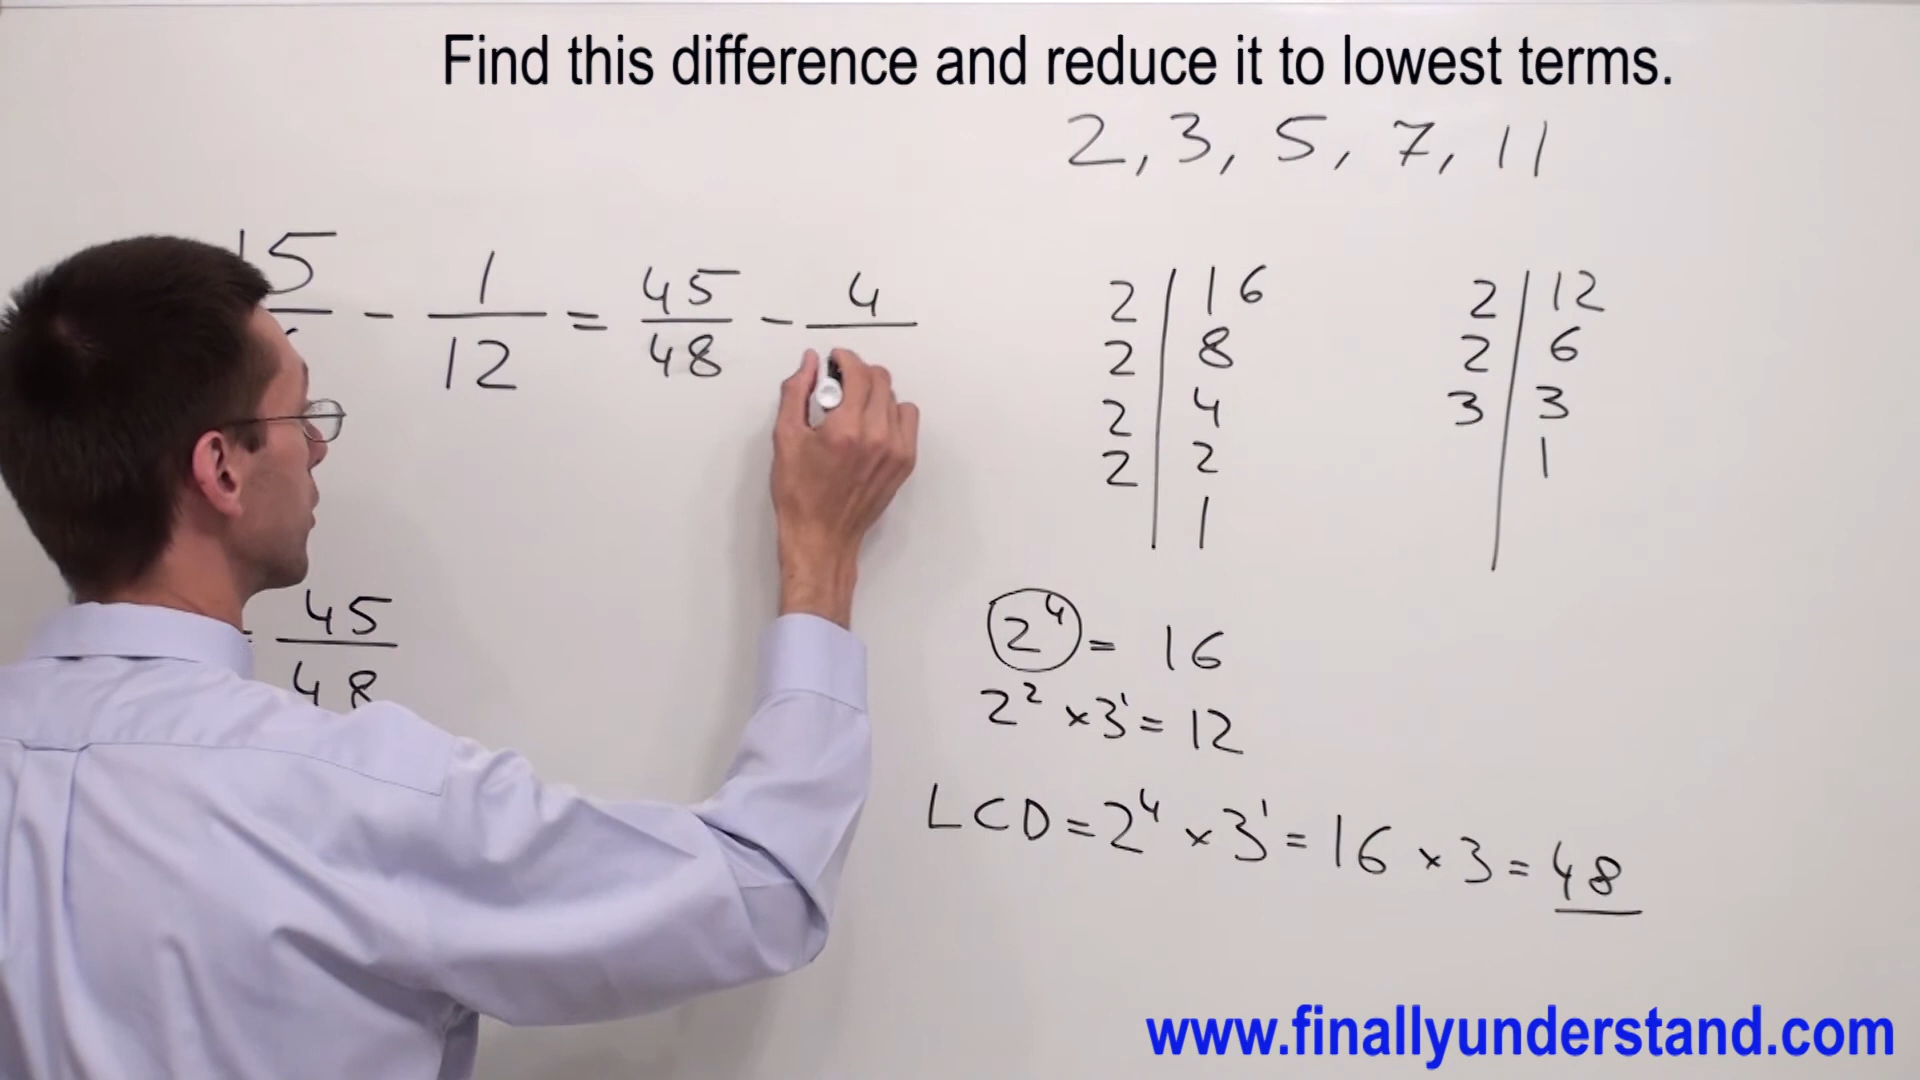 Find this difference and reduce it to lowest terms.
2, 3, 5, 7, 11
15 - 1/12 = 45/48 - 4
2 | 16
2 | 8
2 | 4
2 | 2
1
2 | 12
2 | 6
3 | 3
1
= 45/48
2⁴ = 16
2² × 3¹ = 12
LCD = 2⁴ × 3¹ = 16 × 3 = 48
www.finallyunderstand.com